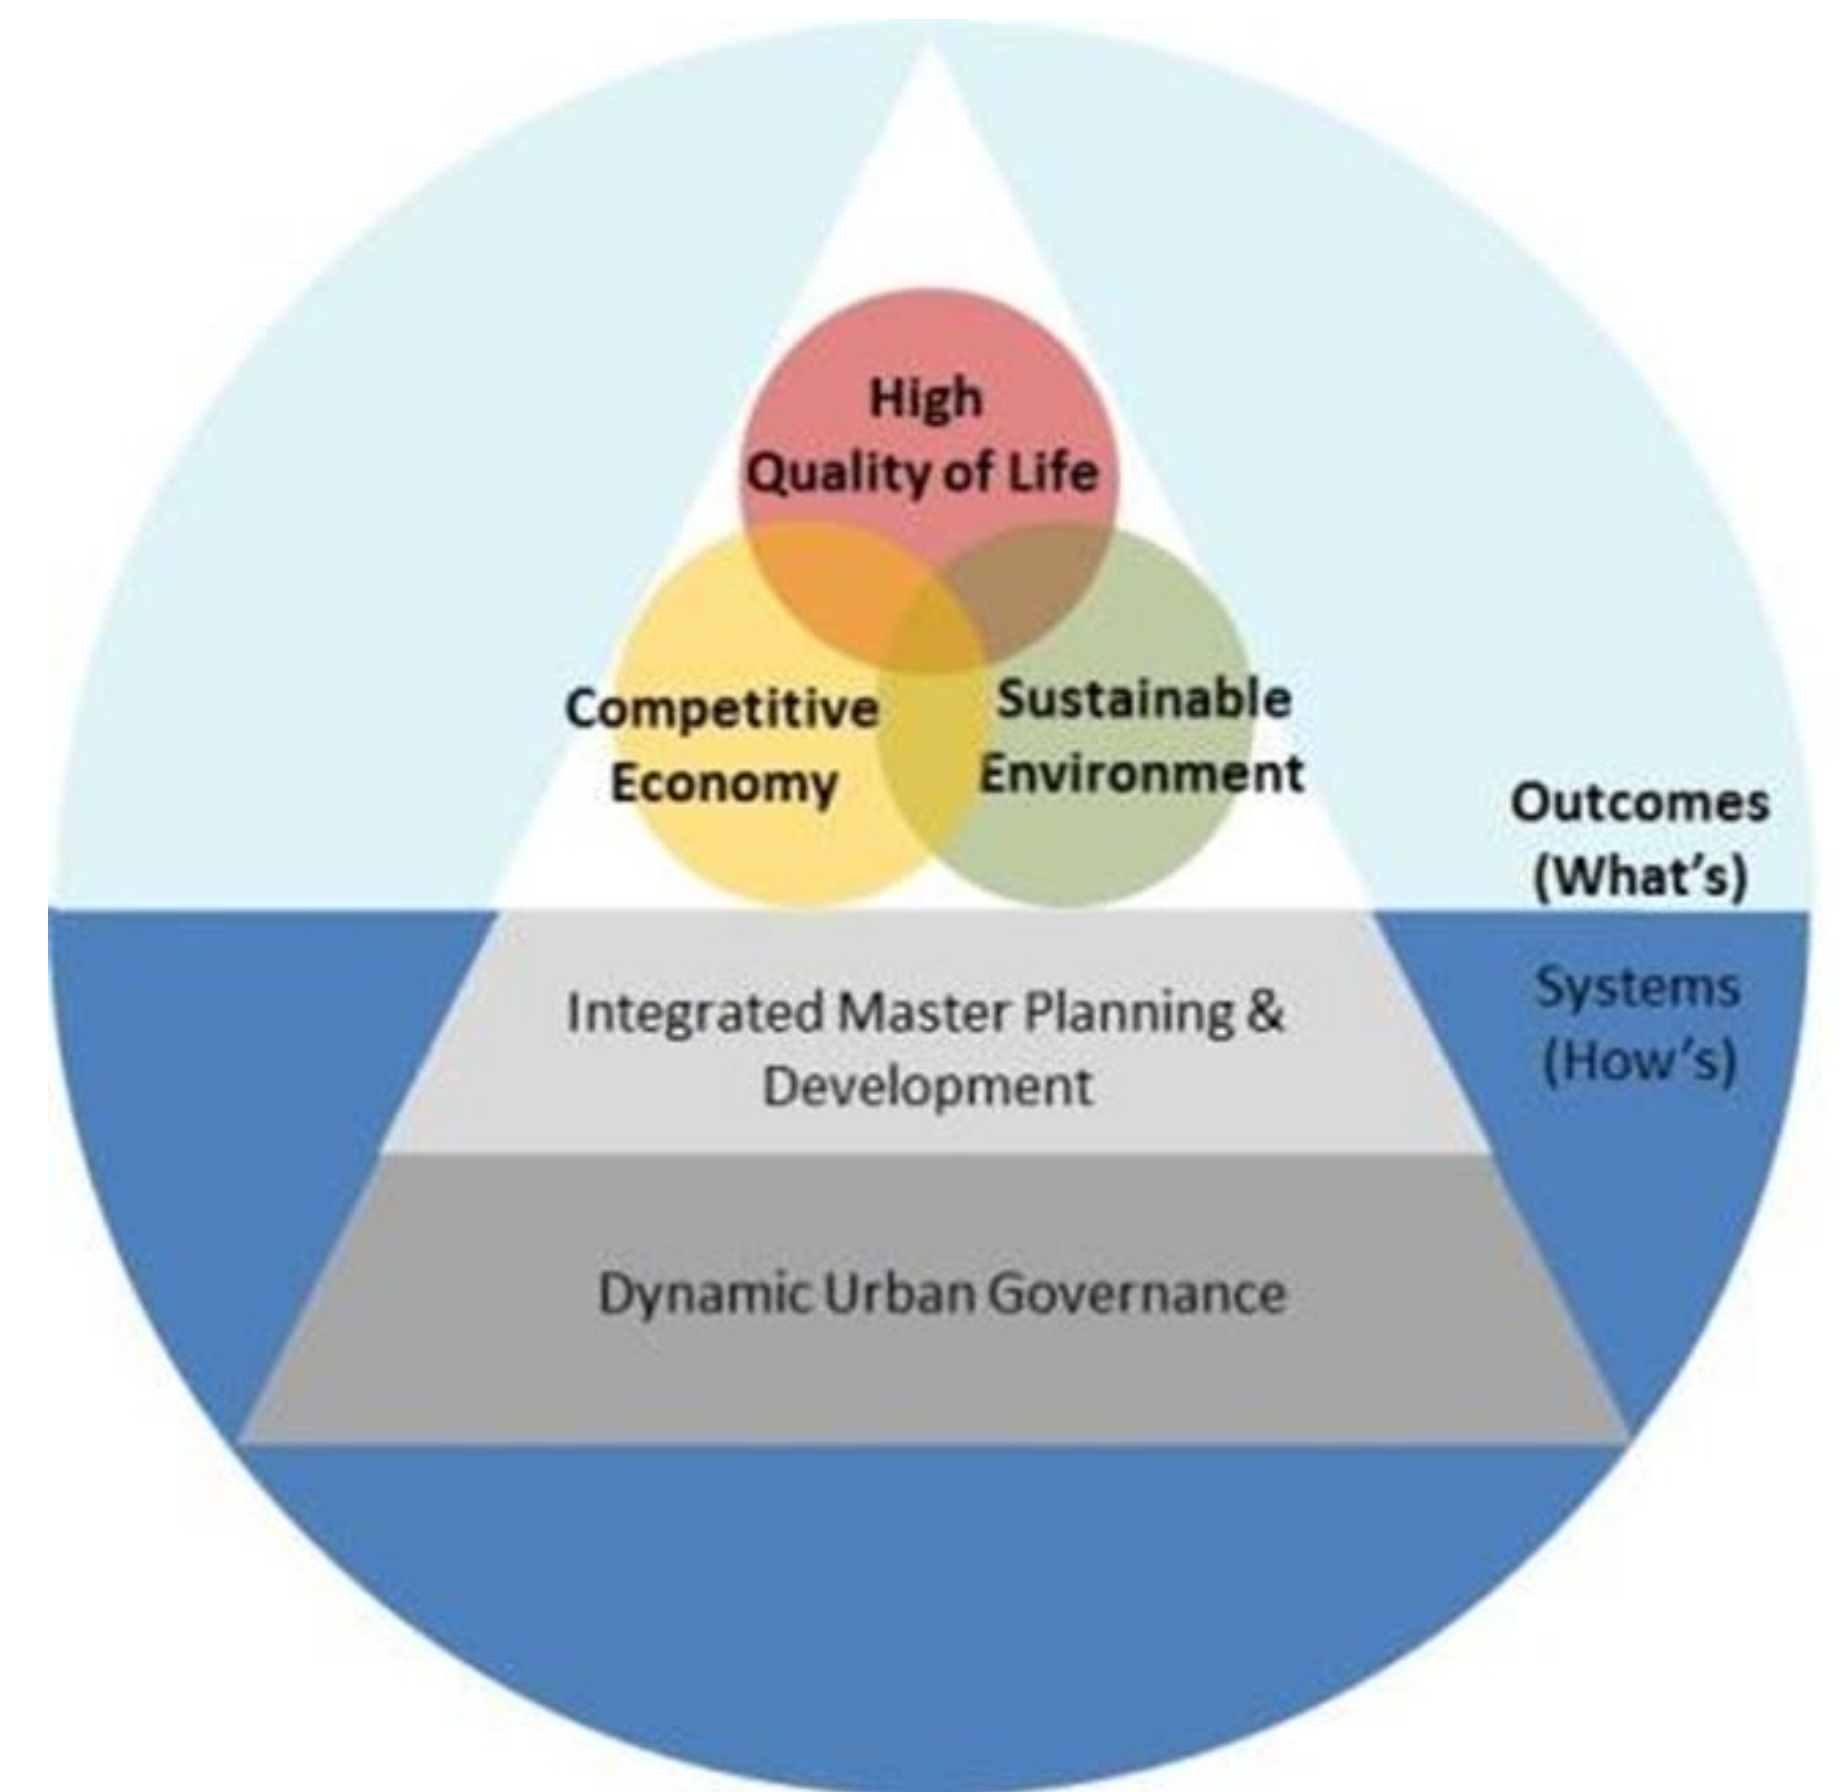 High
Quality of Life
Competitive
Economy
Sustainable
Environment
Outcomes
(What’s)
Systems
(How’s)
Integrated Master Planning &
Development
Dynamic Urban Governance